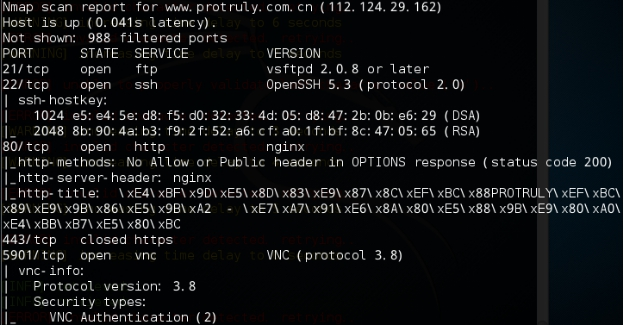 Nmap scan report for www.protruly.com.cn (112.124.29.162)
Host is up (0.041s latency).
Not shown: 988 filtered ports
PORT STATE SERVICE VERSION
21/tcp open ftp vsftpd 2.0.8 or later
22/tcp open ssh OpenSSH 5.3 (protocol 2.0)
| ssh-hostkey:
| 1024 e5:e4:5e:d8:f5:d0:32:33:4d:05:d8:47:2b:0b:e6:29 (DSA)
|_ 2048 8b:90:4a:b3:f9:2f:52:a6:cf:a0:1f:bf:8c:47:05:65 (RSA)
80/tcp open http nginx
|_http-methods: No Allow or Public header in OPTIONS response (status code 200)
|_http-server-header: nginx
|_http-title: \xE4\xBF\x9D\xE5\x8D\x83\xE9\x87\x8C\xEF\xBC\x88PROTRULY\xEF\xBC\
x89\xE9\x9B\x86\xE5\x9B\xA2 - \xE7\xA7\x91\xE6\x8A\x80\xE5\x88\x9B\xE9\x80\xA0\
xE4\xBB\xB7\xE5\x80\xBC
443/tcp closed https
5901/tcp open vnc VNC (protocol 3.8)
| vnc-info:
| Protocol version: 3.8
| Security types:
| VNC Authentication (2)